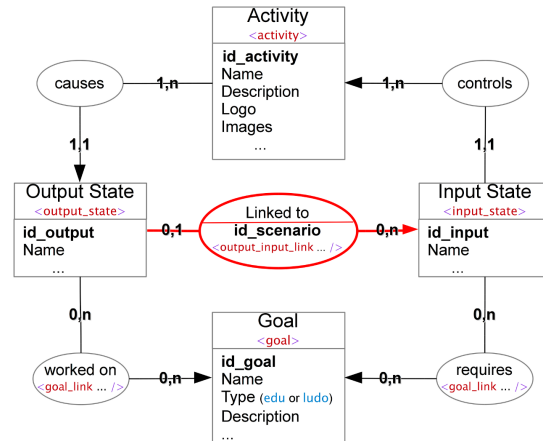 Activity
<activity>
id_activity
Name
Description
Logo
Images
...
causes
1,n
1,n
controls
1,1
1,1
Output State
<output_state>
id_output
Name
...
0,1
Linked to
id_scenario
<output_input_link ... />
0,n
Input State
<input_state>
id_input
Name
...
0,n
0,n
Goal
<goal>
id_goal
Name
Type (edu or ludo)
Description
...
worked on
<goal_link ... />
0,n
0,n
requires
<goal_link ... />